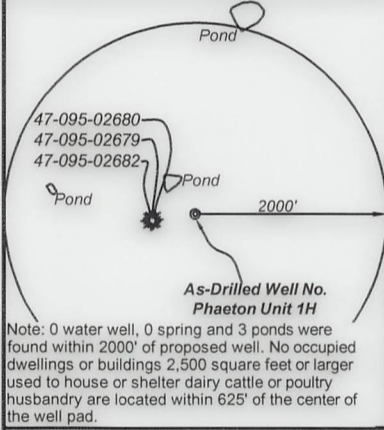 Pond
47-095-02680
47-095-02679
47-095-02682
Pond
Pond
2000'
As-Drilled Well No.
Phaeton Unit 1H
Note: 0 water well, 0 spring and 3 ponds were
found within 2000' of proposed well. No occupied
dwellings or buildings 2,500 square feet or larger
used to house or shelter dairy cattle or poultry
husbandry are located within 625' of the center of
the well pad.